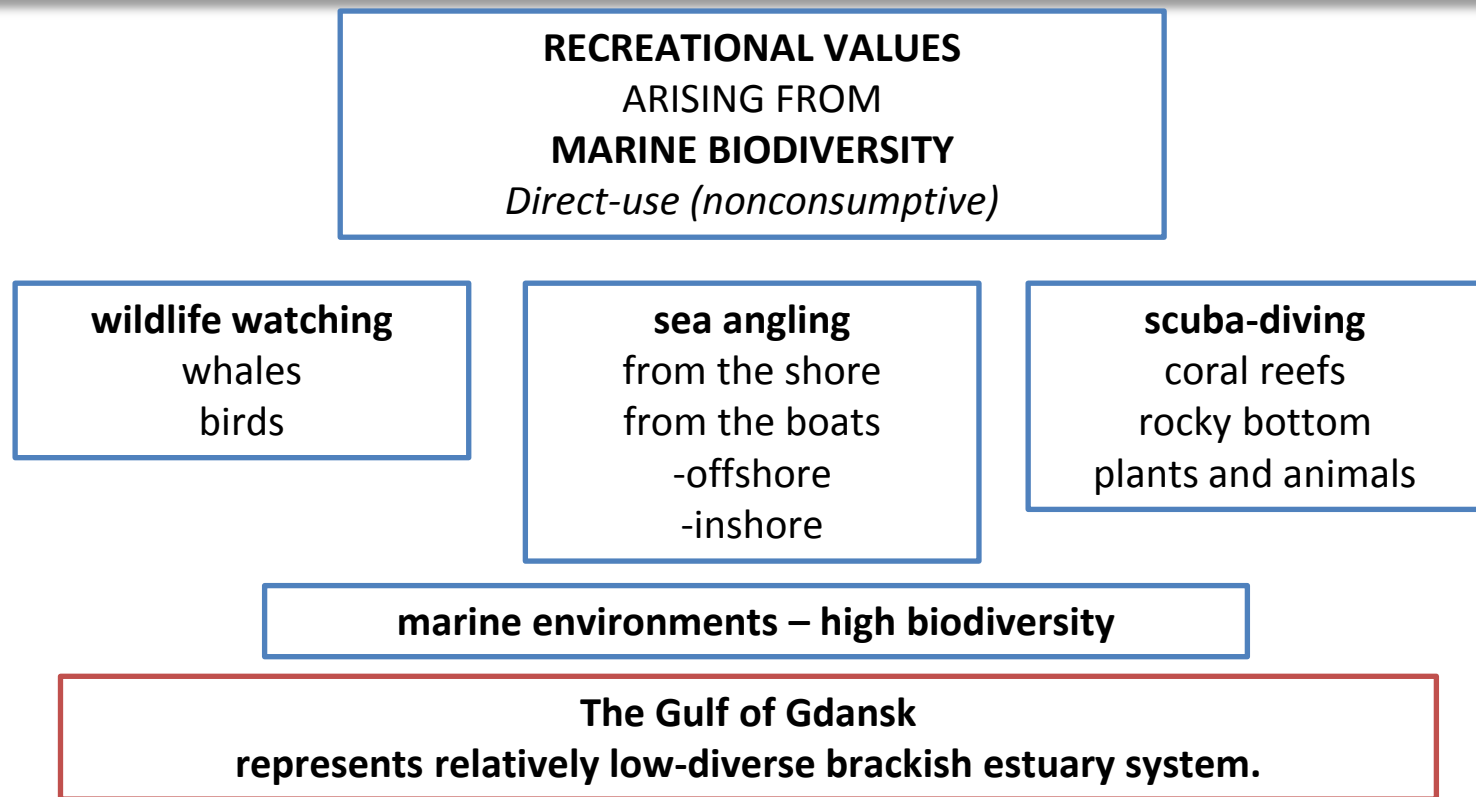 RECREATIONAL VALUES
ARISING FROM
MARINE BIODIVERSITY
Direct-use (nonconsumptive)
wildlife watching
whales
birds
sea angling
from the shore
from the boats
-offshore
-inshore
scuba-diving
coral reefs
rocky bottom
plants and animals
marine environments – high biodiversity
The Gulf of Gdansk
represents relatively low-diverse brackish estuary system.